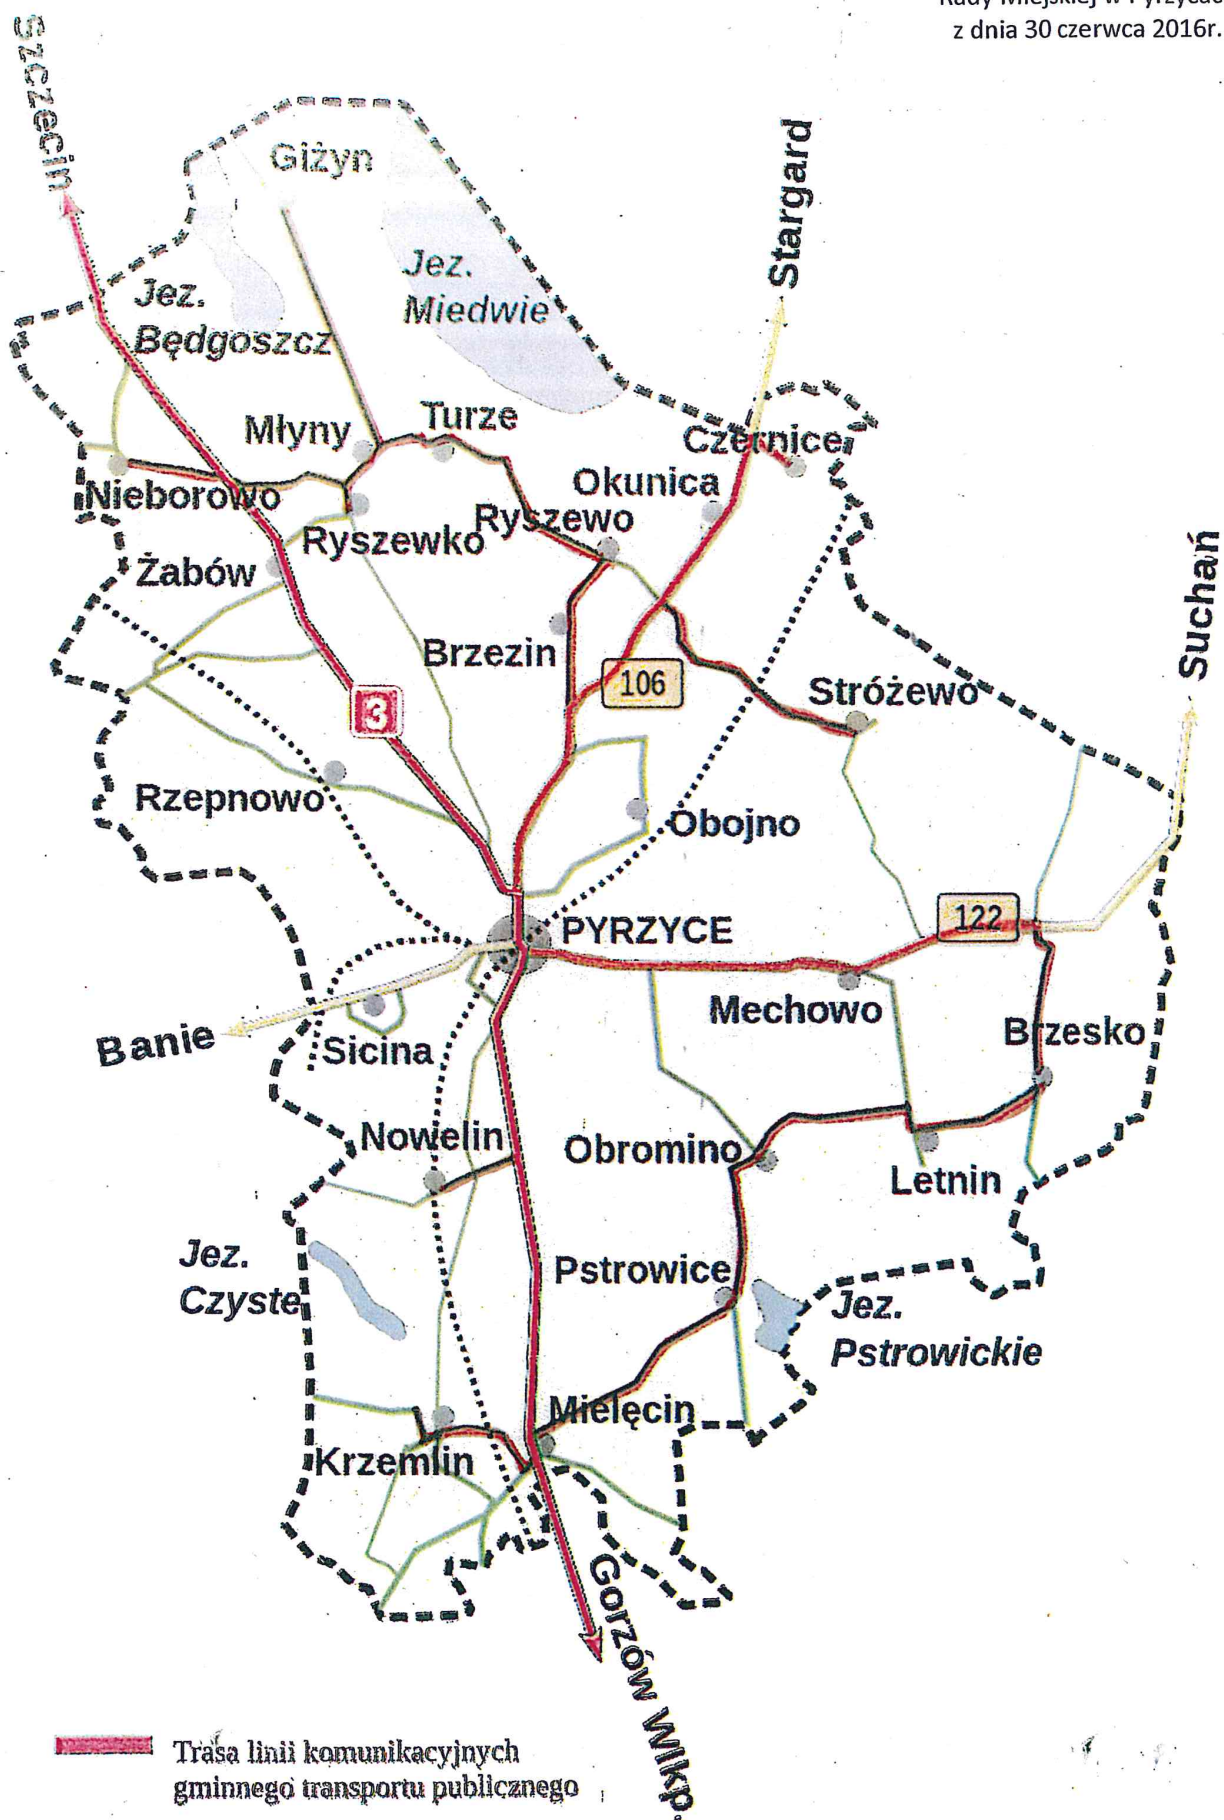 z dnia 30 czerwca 2016r.
Szczecin
Giżyn
Stargard
Jez.
Miedwie
Jez.
Będgoszcz
Młyny
Turze
Czernice
Okunica
Nieborowo
Ryszewo
Ryszewko
Żabów
Suchań
Brzezin
106
Stróżewo
3
Rzepnowo
Obojno
122
PYRZYCE
Mechowo
Brzesko
Banie
Sicina
Nowelin
Obromino
Letnin
Jez.
Czyste
Pstrowice
Jez.
Pstrowickie
Mielęcin
Krzemlin
Gorzów Wlkp.
Trasa linii komunikacyjnych
gminnego transportu publicznego